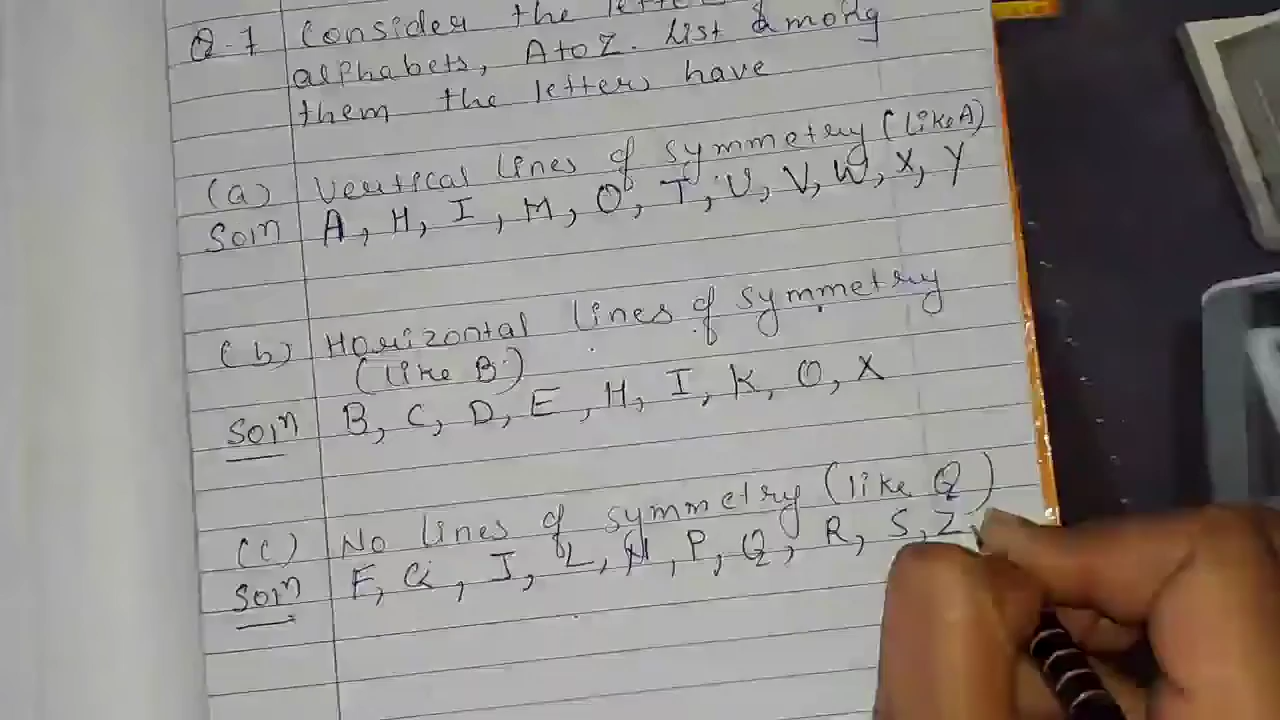 Q.1 Consider the letters
alphabets, A to Z. List among
them the letters have
(a) Vertical lines of symmetry (like A)
Soln A, H, I, M, O, T, U, V, W, X, Y
(b) Horizontal lines of symmetry
(like B)
Soln B, C, D, E, H, I, K, O, X
(c) No lines of symmetry (like Q)
Soln F, G, J, L, N, P, Q, R, S, Z